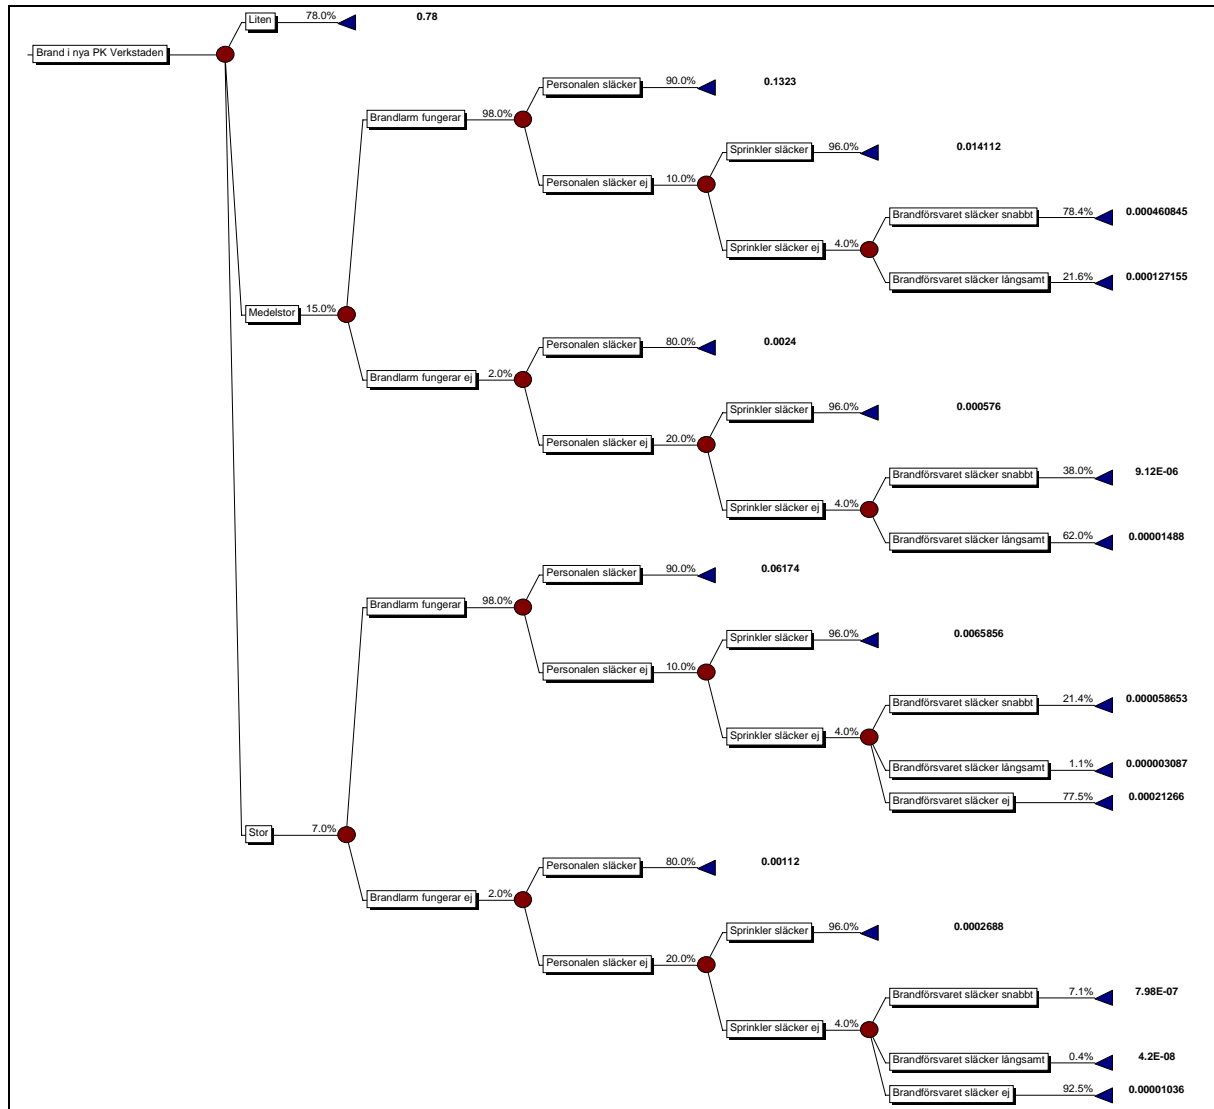 Liten 78.0% 0.78
Brand i nya PK Verkstaden
Personalen släcker 90.0% 0.1323
Brandlarm fungerar 98.0%
Sprinkler släcker 96.0% 0.014112
Personalen släcker ej 10.0%
Brandförsvaret släcker snabbt 78.4% 0.000460845
Sprinkler släcker ej 4.0%
Brandförsvaret släcker långsamt 21.6% 0.000127155
Medelstor 15.0%
Personalen släcker 80.0% 0.0024
Brandlarm fungerar ej 2.0%
Sprinkler släcker 96.0% 0.000576
Personalen släcker ej 20.0%
Brandförsvaret släcker snabbt 38.0% 9.12E-06
Sprinkler släcker ej 4.0%
Brandförsvaret släcker långsamt 62.0% 0.00001488
Personalen släcker 90.0% 0.06174
Brandlarm fungerar 98.0%
Sprinkler släcker 96.0% 0.0065856
Personalen släcker ej 10.0%
Brandförsvaret släcker snabbt 21.4% 0.000058653
Sprinkler släcker ej 4.0%
Brandförsvaret släcker långsamt 1.1% 0.000003087
Brandförsvaret släcker ej 77.5% 0.00021266
Stor 7.0%
Personalen släcker 80.0% 0.00112
Brandlarm fungerar ej 2.0%
Sprinkler släcker 96.0% 0.0002688
Personalen släcker ej 20.0%
Brandförsvaret släcker snabbt 7.1% 7.98E-07
Sprinkler släcker ej 4.0%
Brandförsvaret släcker långsamt 0.4% 4.2E-08
Brandförsvaret släcker ej 92.5% 0.00001036